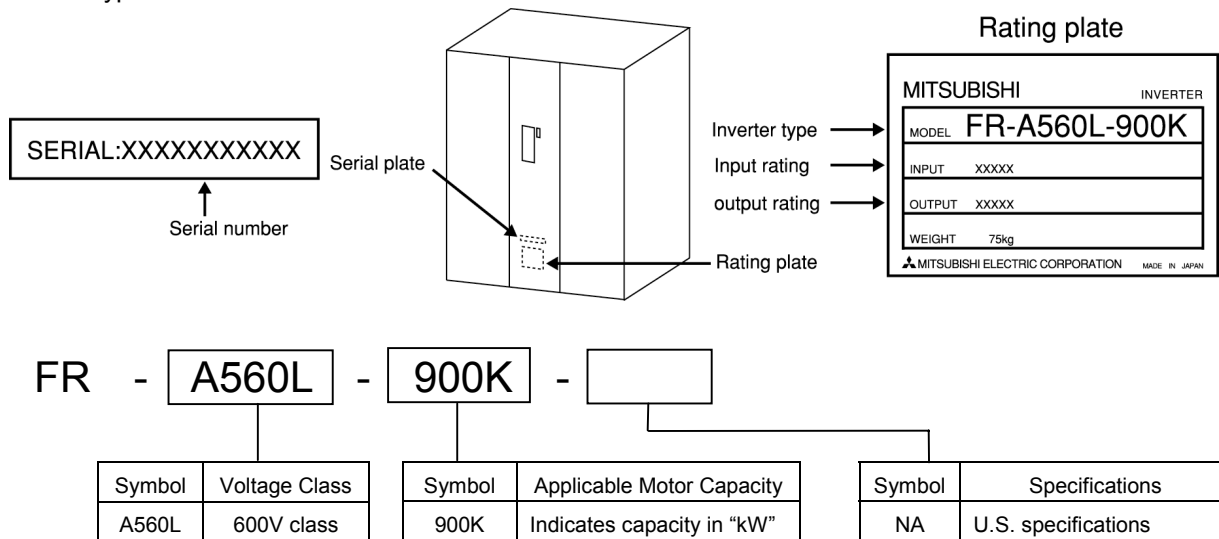 Rating plate
MITSUBISHI INVERTER
MODEL FR-A560L-900K
INPUT XXXXX
OUTPUT XXXXX
WEIGHT 75kg
MITSUBISHI ELECTRIC CORPORATION MADE IN JAPAN
Inverter type
Input rating
output rating
Rating plate
SERIAL:XXXXXXXXXXX
Serial plate
Serial number
FR - A560L - 900K -
Symbol Voltage Class
A560L 600V class
Symbol Applicable Motor Capacity
900K Indicates capacity in “kW”
Symbol Specifications
NA U.S. specifications